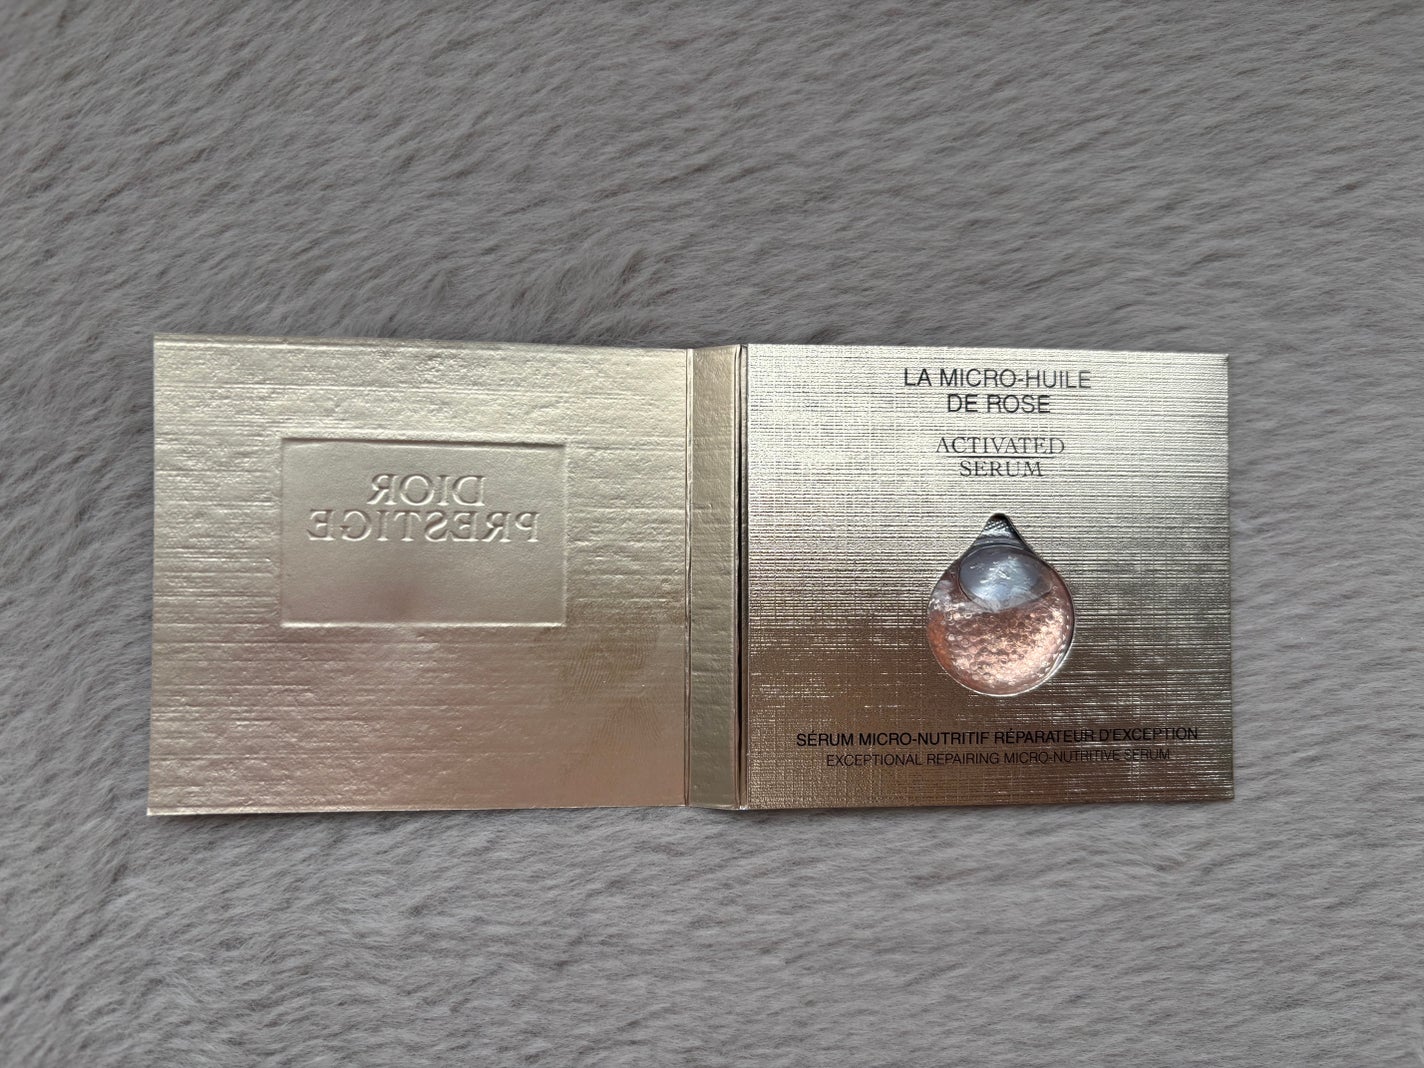 DIOR
PRESTIGE
LA MICRO-HUILE
DE ROSE
ACTIVATED
SERUM
SÉRUM MICRO-NUTRITIF RÉPARATEUR D'EXCEPTION
EXCEPTIONAL REPAIRING MICRO-NUTRITIVE SERUM